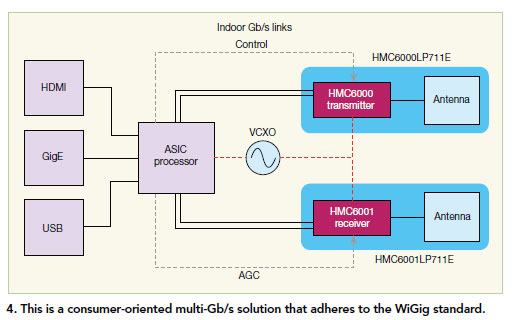 Indoor Gb/s links
Control
HMC6000LP711E
HDMI
HMC6000
transmitter
Antenna
GigE
ASIC
processor
VCXO
USB
HMC6001
receiver
Antenna
HMC6001LP711E
AGC
4. This is a consumer-oriented multi-Gb/s solution that adheres to the WiGig standard.